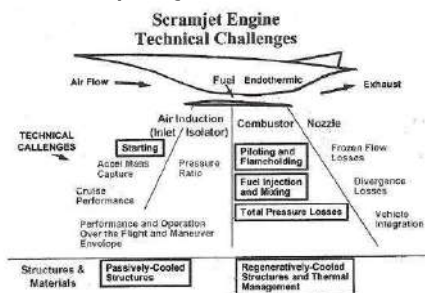 Scramjet Engine
Technical Challenges
Air Flow
Fuel
Endothermic
Exhaust
Air Induction
(Inlet / Isolator)
Combustor
Nozzle
TECHNICAL
CALLENGES
Starting
Accel Mass
Capture
Pressure
Ratio
Cruise
Performance
Performance and Operation
Over the Flight and Maneuver
Envelope
Piloting and
Flameholding
Fuel Injection
and Mixing
Total Pressure Losses
Frozen Flow
Losses
Divergence
Losses
Vehicle
Integration
Structures &
Materials
Passively-Cooled
Structures
Regeneratively-Cooled
Structures and Thermal
Management